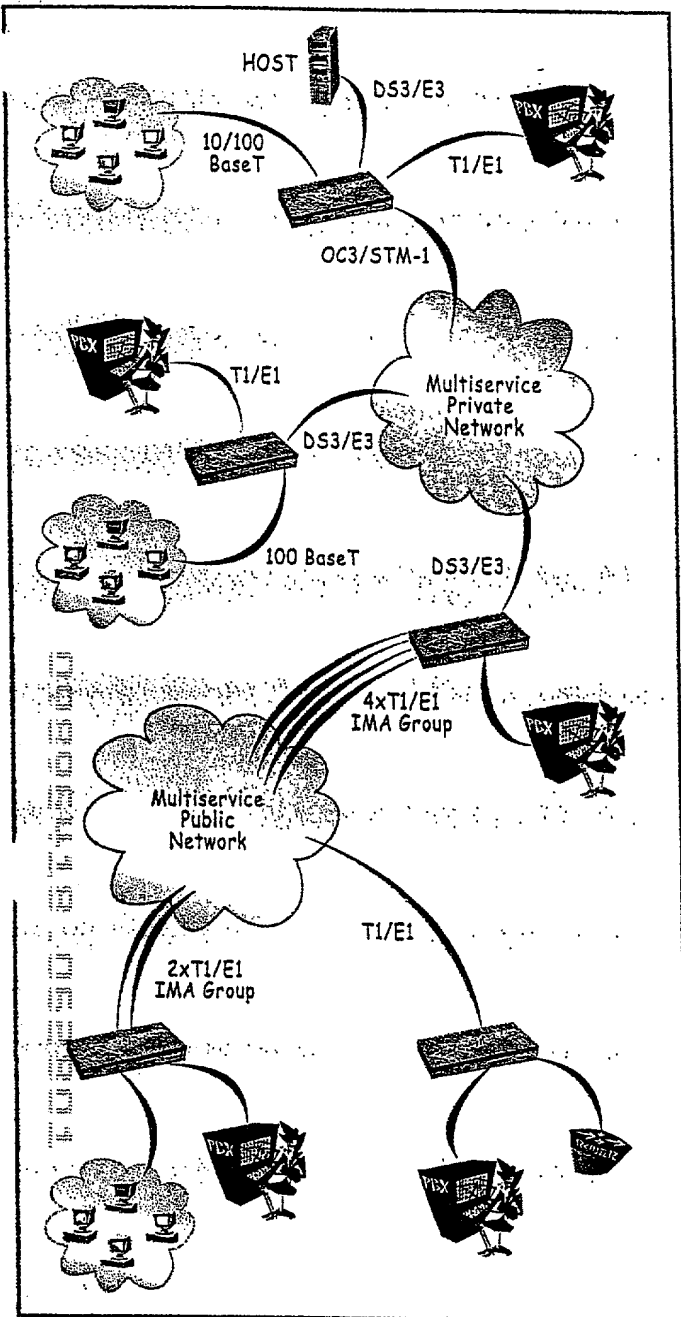 HOST
DS3/E3
PBX
10/100
BaseT
T1/E1
OC3/STM-1
PBX
T1/E1
Multiservice
Private
Network
DS3/E3
100 BaseT
DS3/E3
4xT1/E1
IMA Group
PBX
Multiservice
Public
Network
T1/E1
2xT1/E1
IMA Group
PBX
PBX